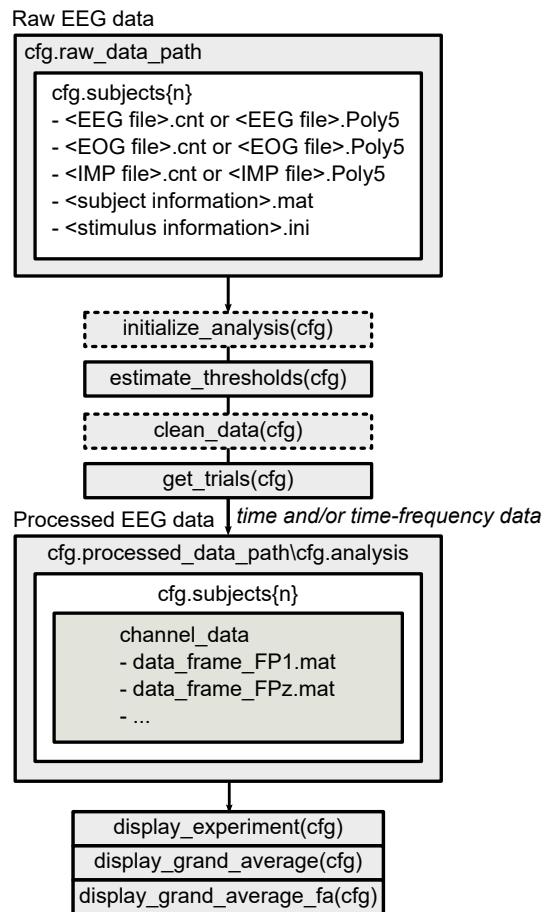 Raw EEG data
cfg.raw_data_path
cfg.subjects{n}
- <EEG file>.cnt or <EEG file>.Poly5
- <EOG file>.cnt or <EOG file>.Poly5
- <IMP file>.cnt or <IMP file>.Poly5
- <subject information>.mat
- <stimulus information>.ini
initialize_analysis(cfg)
estimate_thresholds(cfg)
clean_data(cfg)
get_trials(cfg)
Processed EEG data
time and/or time-frequency data
cfg.processed_data_path\cfg.analysis
cfg.subjects{n}
channel_data
- data_frame_FP1.mat
- data_frame_FPz.mat
- ...
display_experiment(cfg)
display_grand_average(cfg)
display_grand_average_fa(cfg)